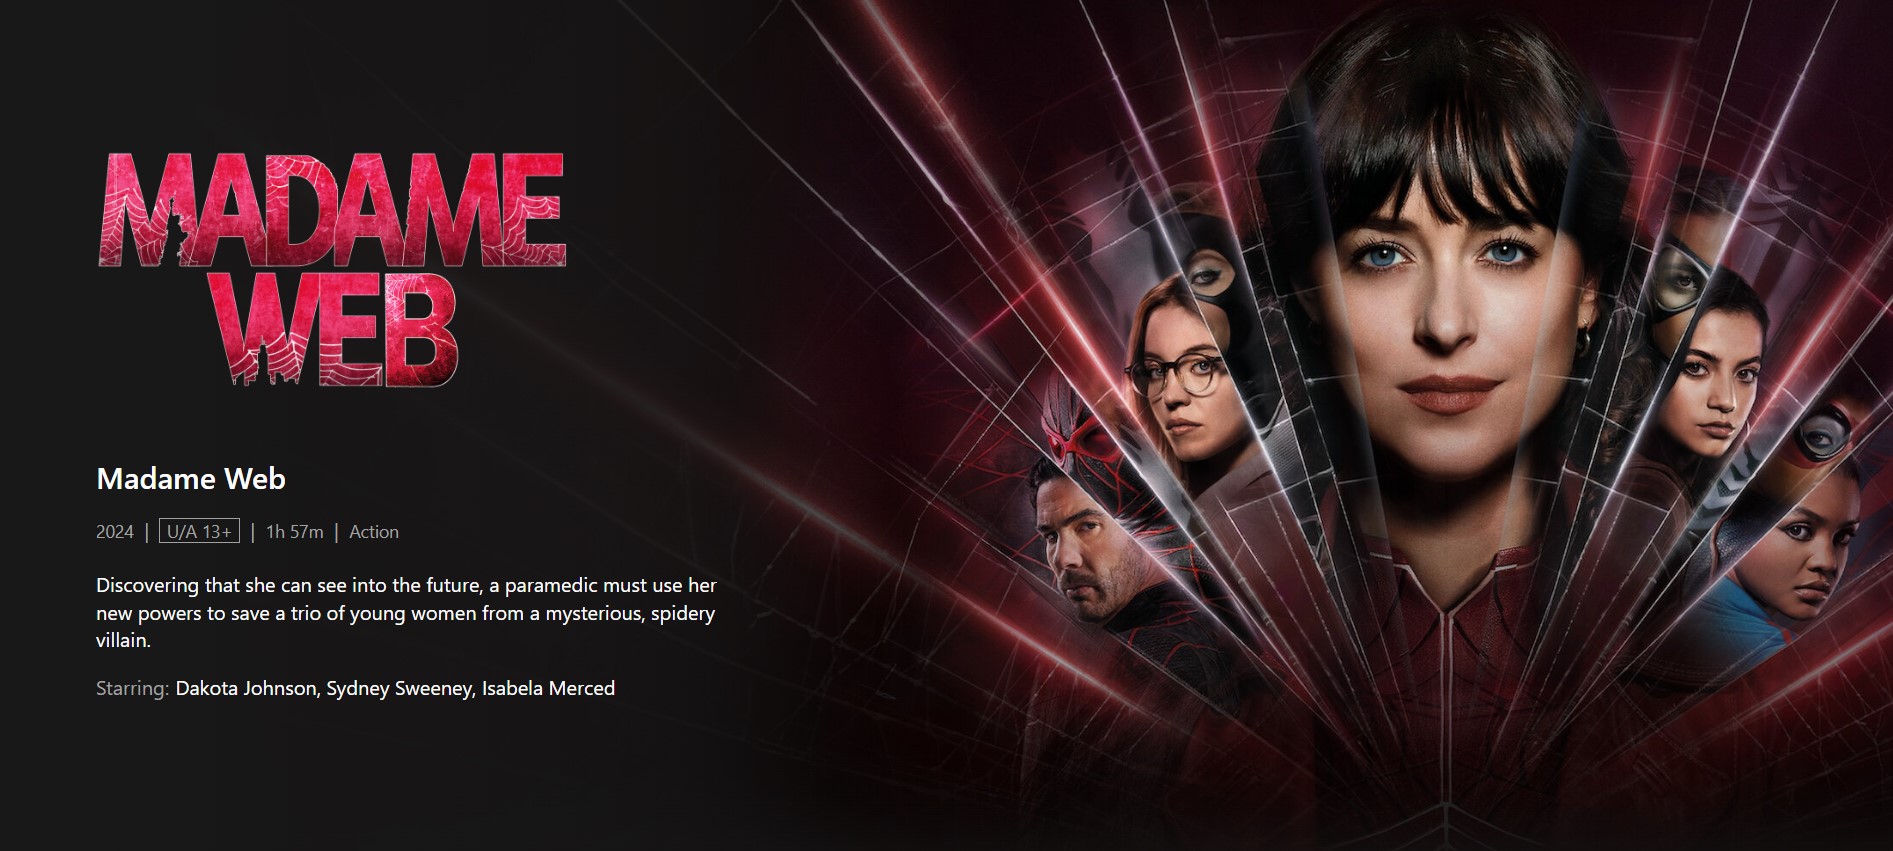 MADAME
WEB
Madame Web
2024 | U/A 13+ | 1h 57m | Action
Discovering that she can see into the future, a paramedic must use her
new powers to save a trio of young women from a mysterious, spidery
villain.
Starring: Dakota Johnson, Sydney Sweeney, Isabela Merced